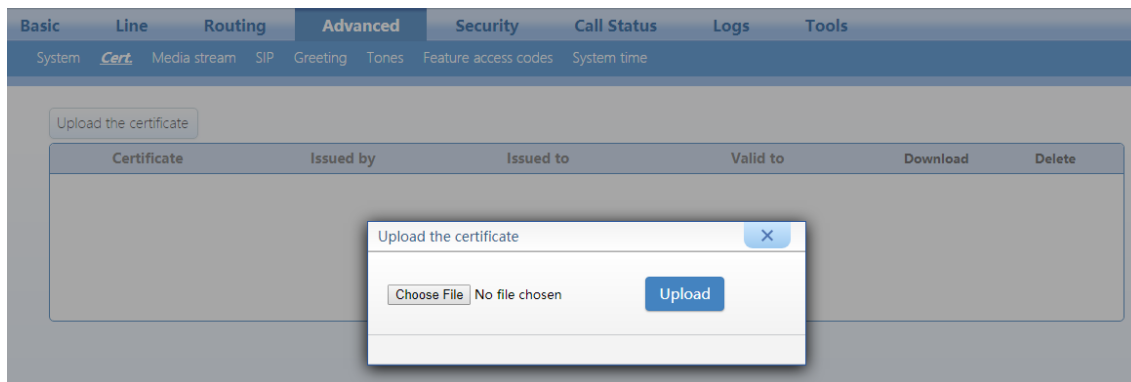 Basic Line Routing Advanced Security Call Status Logs Tools
System Cert. Media stream SIP Greeting Tones Feature access codes System time
Upload the certificate
Certificate Issued by Issued to Valid to Download Delete
Upload the certificate
Choose File No file chosen Upload